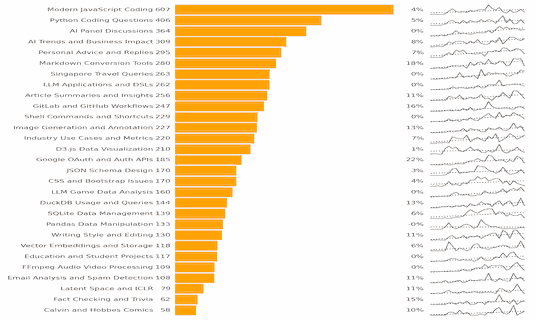 Modern JavaScript Coding 607 4%
Python Coding Questions 406 5%
AI Panel Discussions 364 0%
AI Trends and Business Impact 309 8%
Personal Advice and Replies 295 7%
Markdown Conversion Tools 280 18%
Singapore Travel Queries 263 0%
LLM Applications and DSLs 262 0%
Article Summaries and Insights 256 11%
GitLab and GitHub Workflows 247 16%
Shell Commands and Shortcuts 229 0%
Image Generation and Annotation 227 13%
Industry Use Cases and Metrics 220 7%
D3.js Data Visualization 210 1%
Google OAuth and Auth APIs 185 22%
JSON Schema Design 170 3%
CSS and Bootstrap Issues 170 4%
LLM Game Data Analysis 160 0%
DuckDB Usage and Queries 144 13%
SQLite Data Management 139 6%
Pandas Data Manipulation 133 -0%
Writing Style and Editing 130 11%
Vector Embeddings and Storage 118 6%
Education and Student Projects 117 0%
FFmpeg Audio Video Processing 109 0%
Email Analysis and Spam Detection 108 11%
Latent Space and ICLR 79 11%
Fact Checking and Trivia 62 15%
Calvin and Hobbes Comics 58 10%